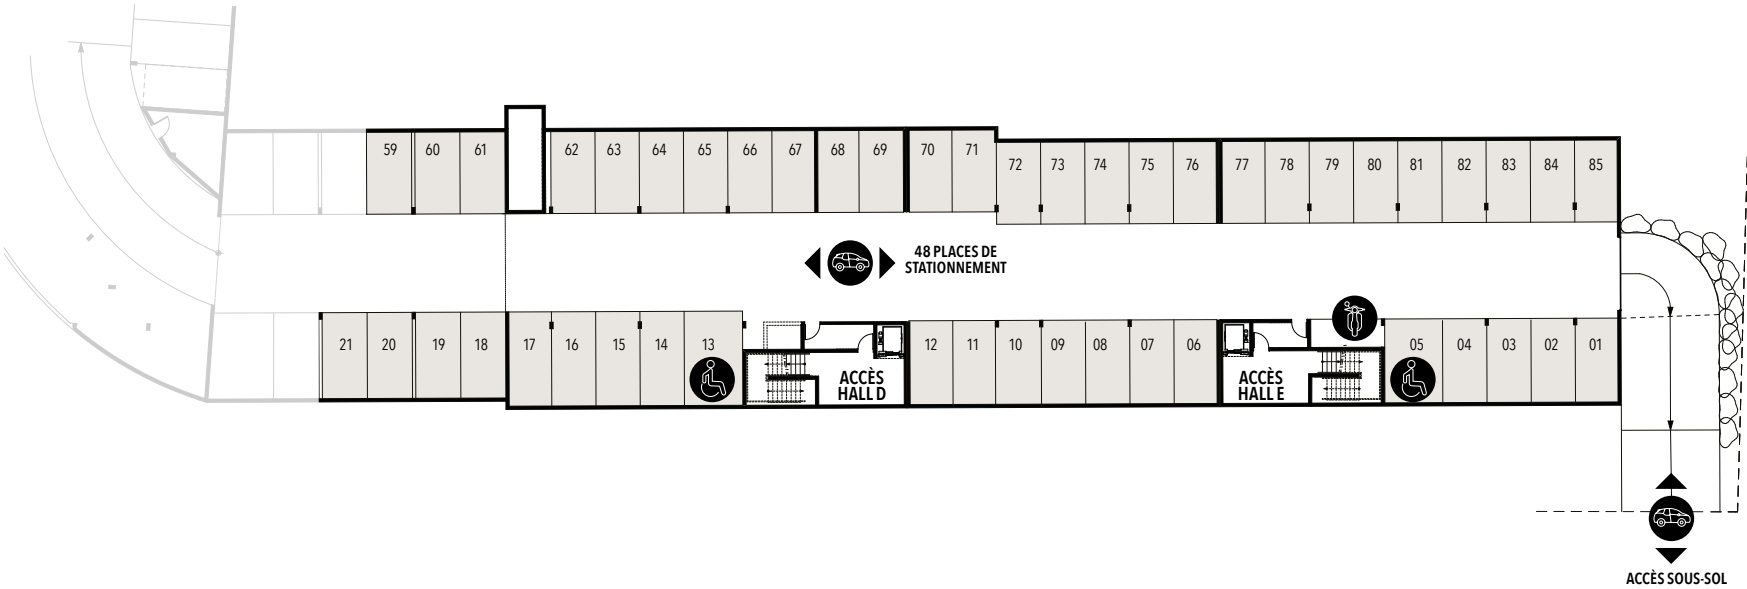 59 60 61 62 63 64 65 66 67 68 69 70 71
72 73 74 75 76 77 78 79 80 81 82 83 84 85
48 PLACES DE
STATIONNEMENT
21 20 19 18 17 16 15 14 13 12 11 10 09 08 07 06 05 04 03 02 01
ACCÈS
HALL D
ACCÈS
HALL E
ACCÈS SOUS-SOL